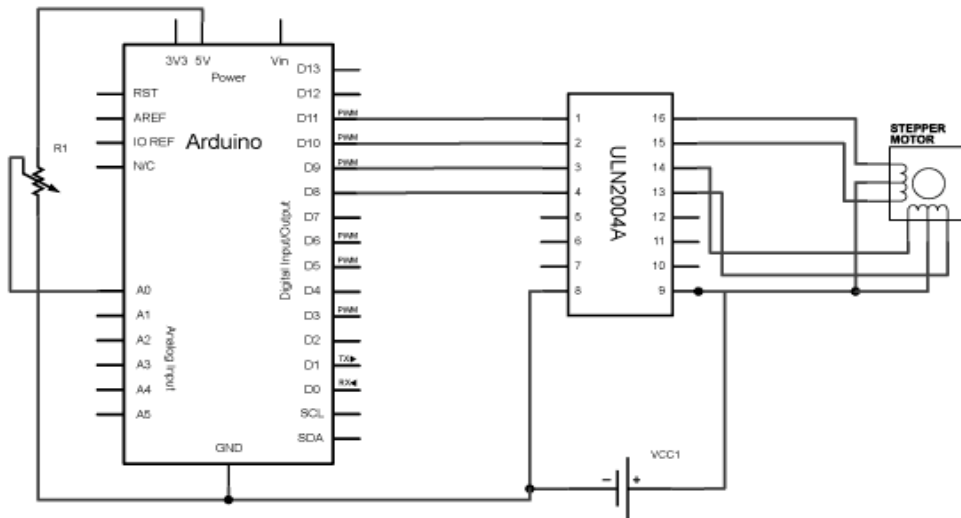 3V3 5V Vin
Power
Arduino
RST
AREF
IO REF
N/C
A0
A1
A2
A3
A4
A5
Analog Input
D13
D12
D11 PWM
D10 PWM
D9 PWM
D8
D7
D6 PWM
D5 PWM
D4
D3 PWM
D2
D1 TX▶
D0 RX◀
SCL
SDA
Digital Input/Output
GND
R1
ULN2004A
1 16
2 15
3 14
4 13
5 12
6 11
7 10
8 9
STEPPER
MOTOR
VCC1
− +